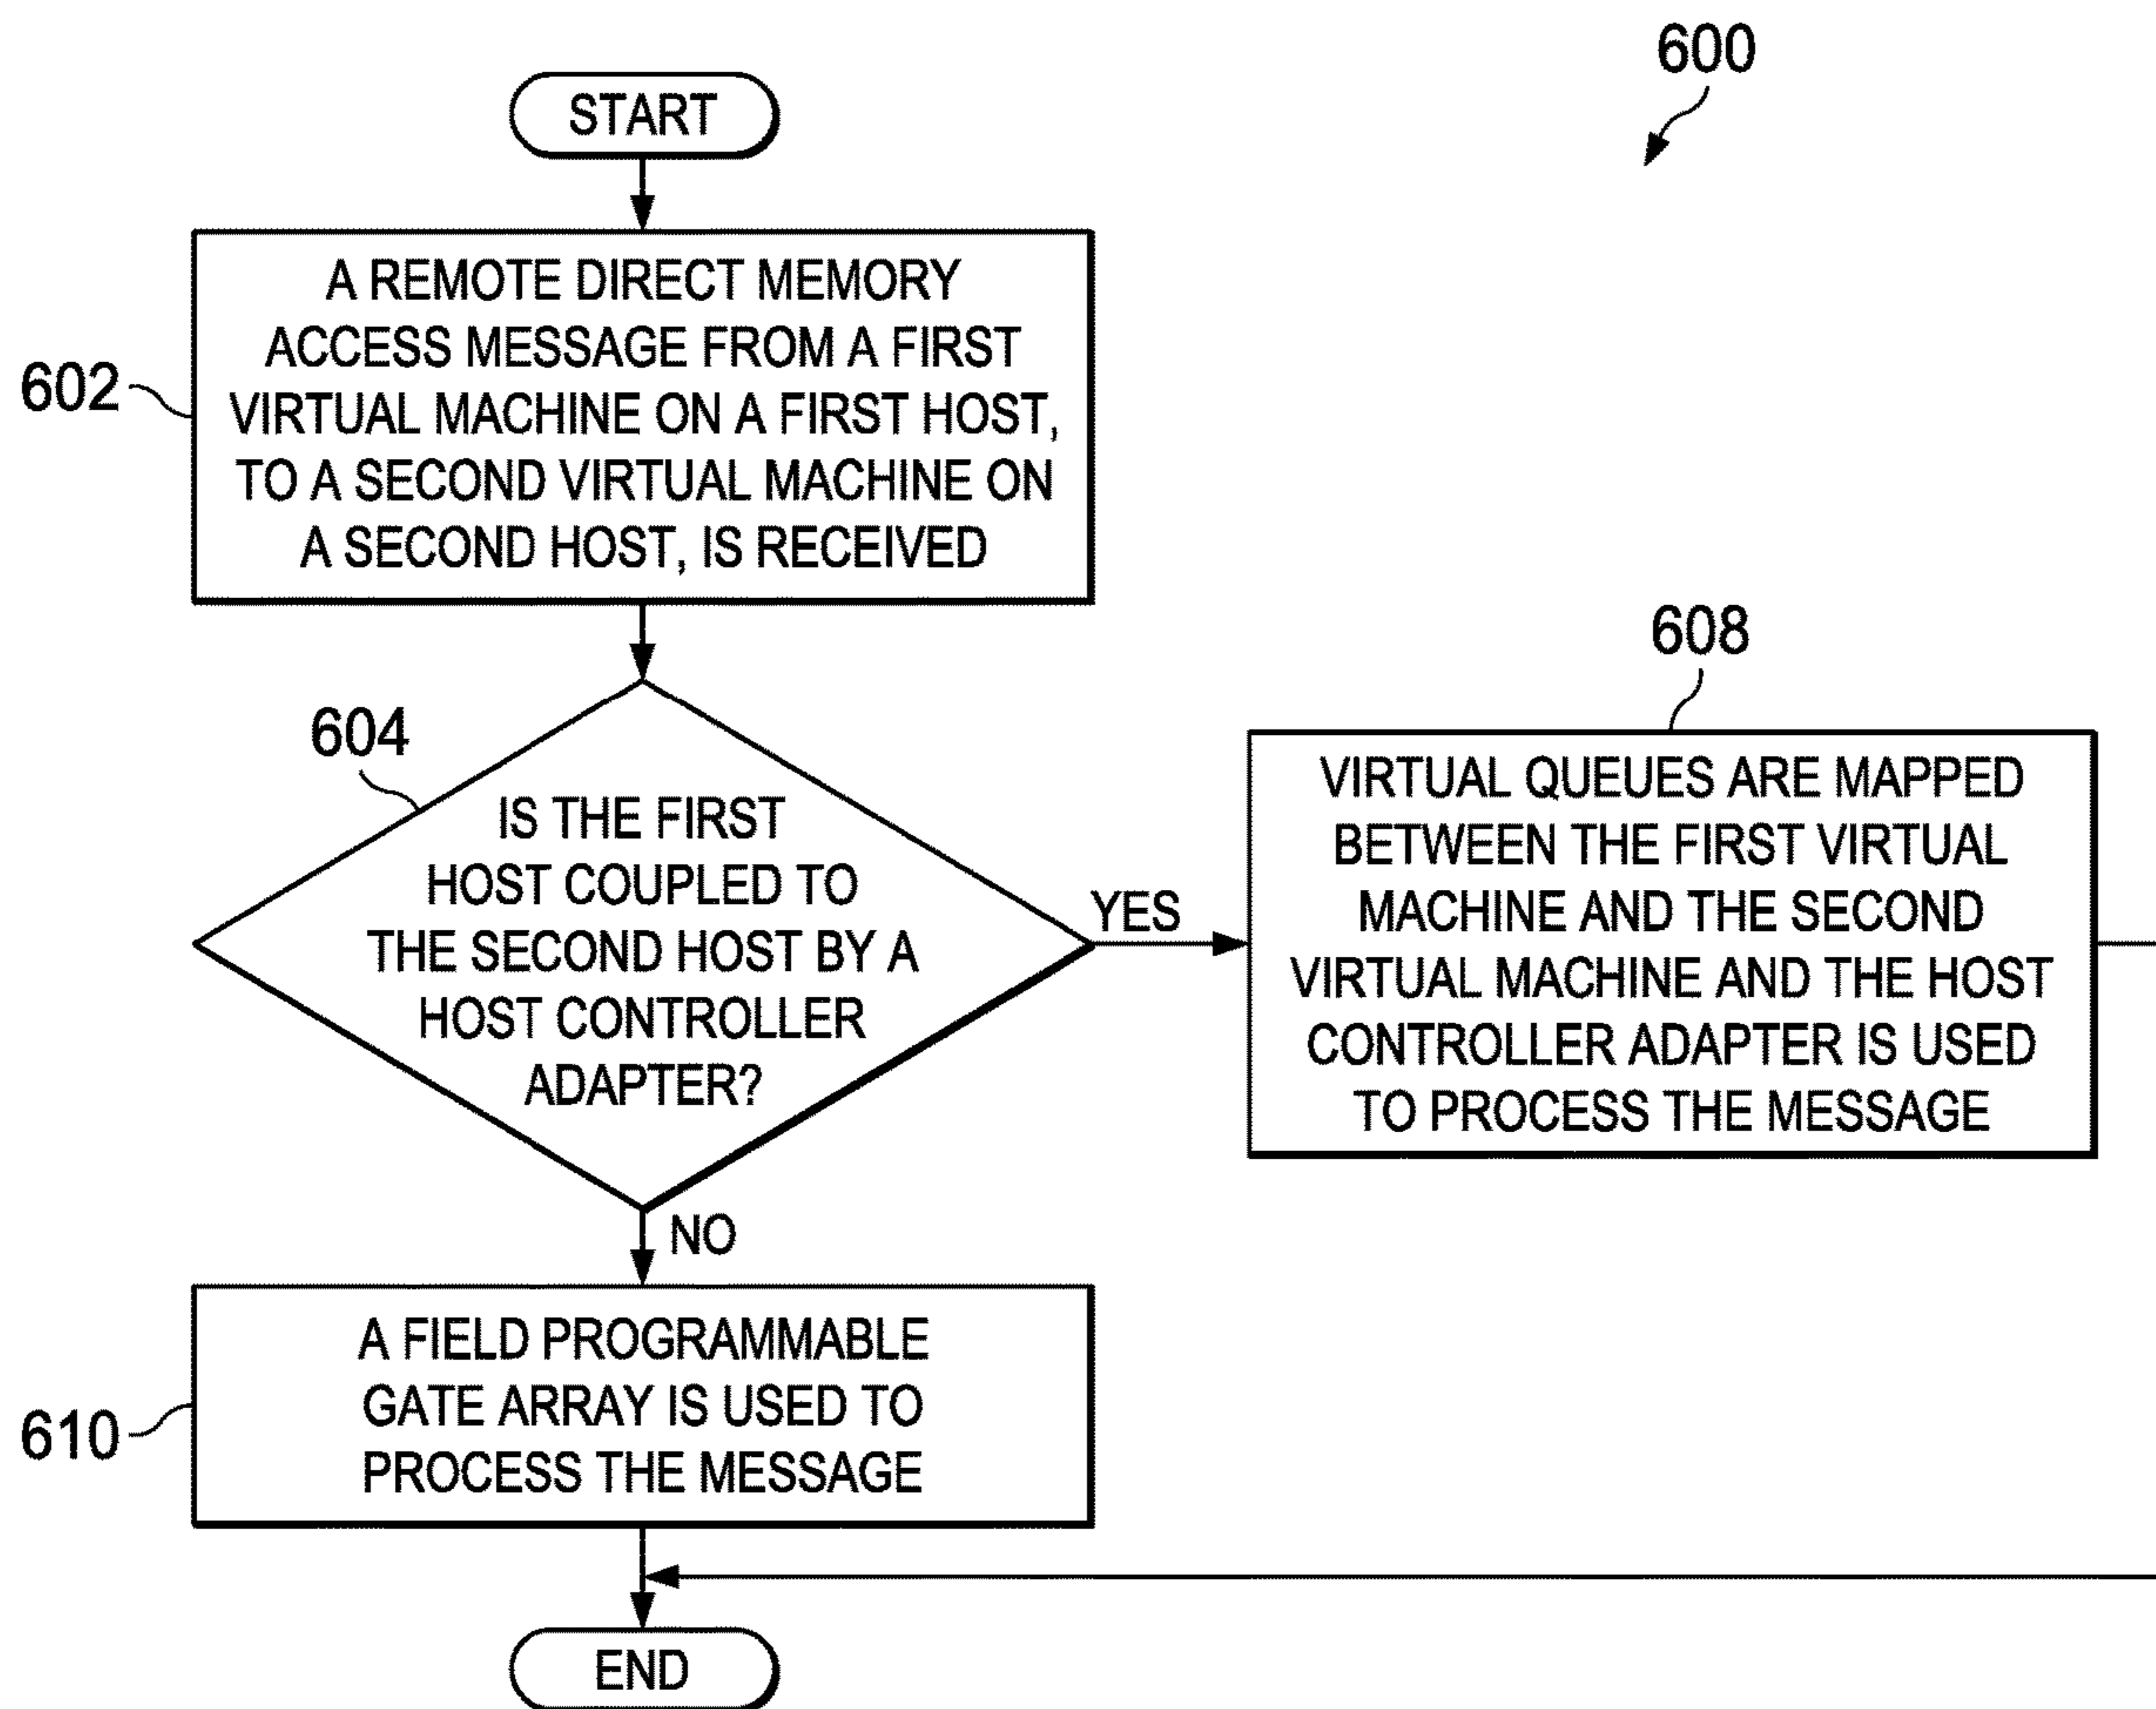 600
START
602
A REMOTE DIRECT MEMORY
ACCESS MESSAGE FROM A FIRST
VIRTUAL MACHINE ON A FIRST HOST,
TO A SECOND VIRTUAL MACHINE ON
A SECOND HOST, IS RECEIVED
604
IS THE FIRST
HOST COUPLED TO
THE SECOND HOST BY A
HOST CONTROLLER
ADAPTER?
YES
608
VIRTUAL QUEUES ARE MAPPED
BETWEEN THE FIRST VIRTUAL
MACHINE AND THE SECOND
VIRTUAL MACHINE AND THE HOST
CONTROLLER ADAPTER IS USED
TO PROCESS THE MESSAGE
NO
610
A FIELD PROGRAMMABLE
GATE ARRAY IS USED TO
PROCESS THE MESSAGE
END